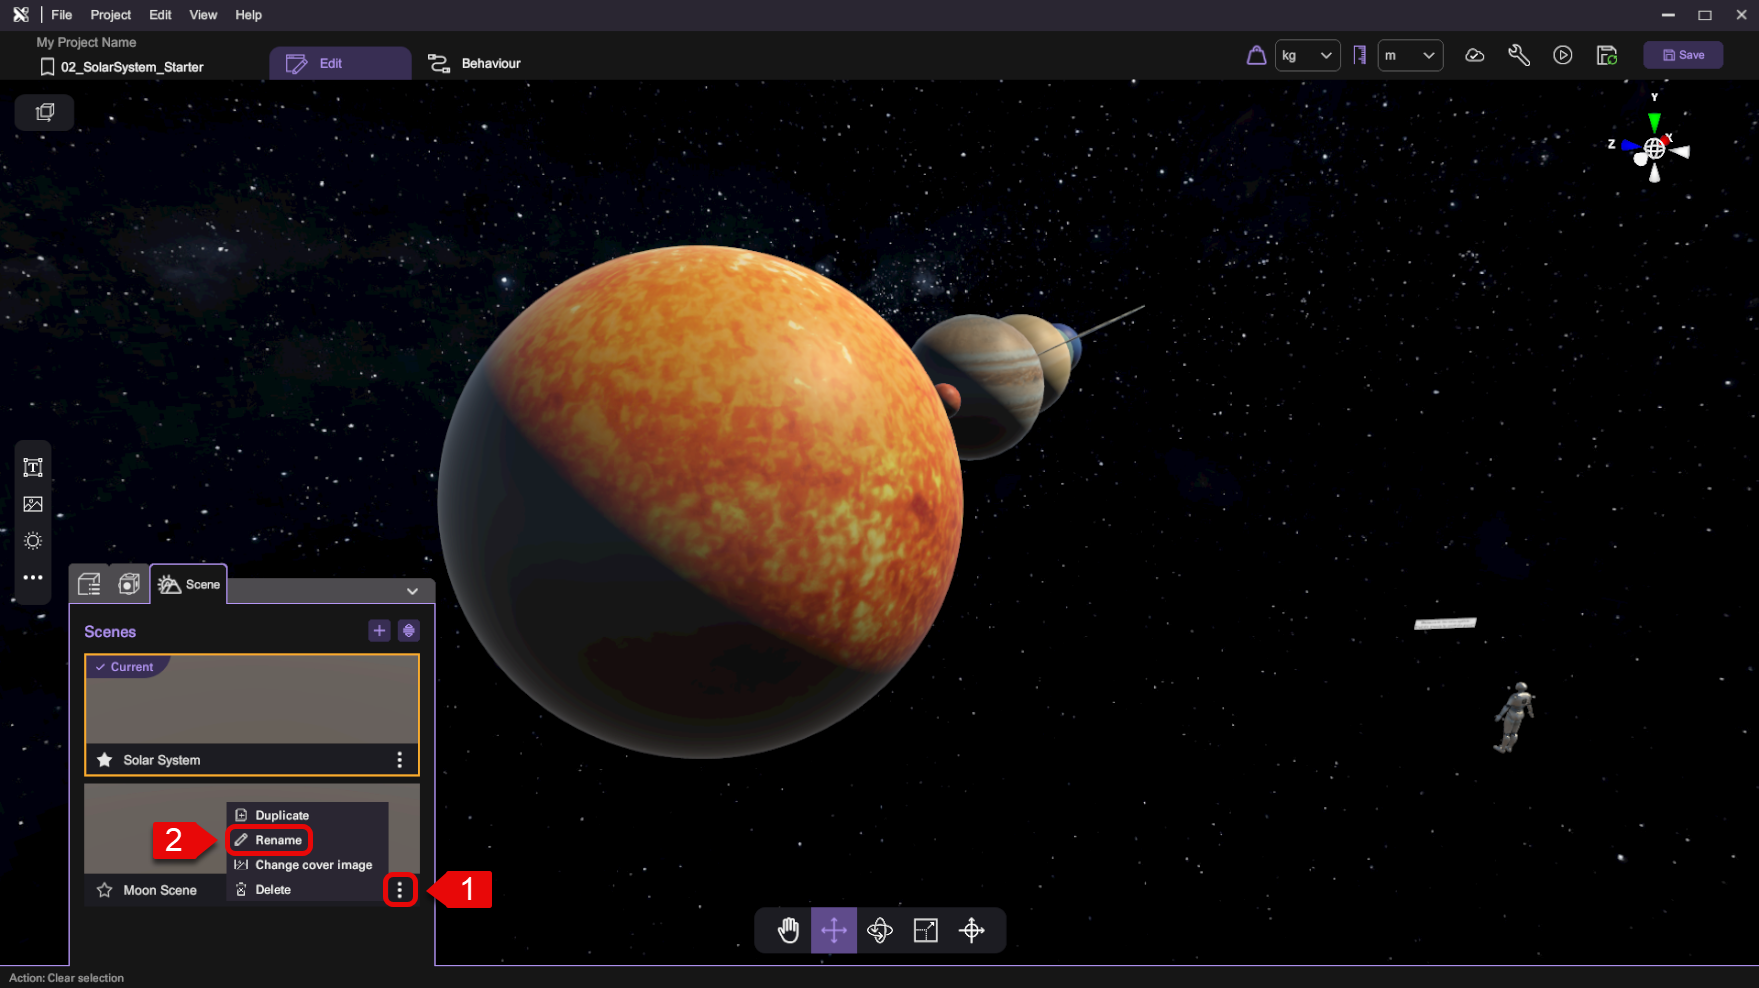 File Project Edit View Help
My Project Name
02_SolarSystem_Starter
Edit
Behaviour
kg
m
Save
Y
Z
X
Scene
Scenes
Current
Solar System
Duplicate
2
Rename
Change cover image
Moon Scene
Delete
1
Action: Clear selection